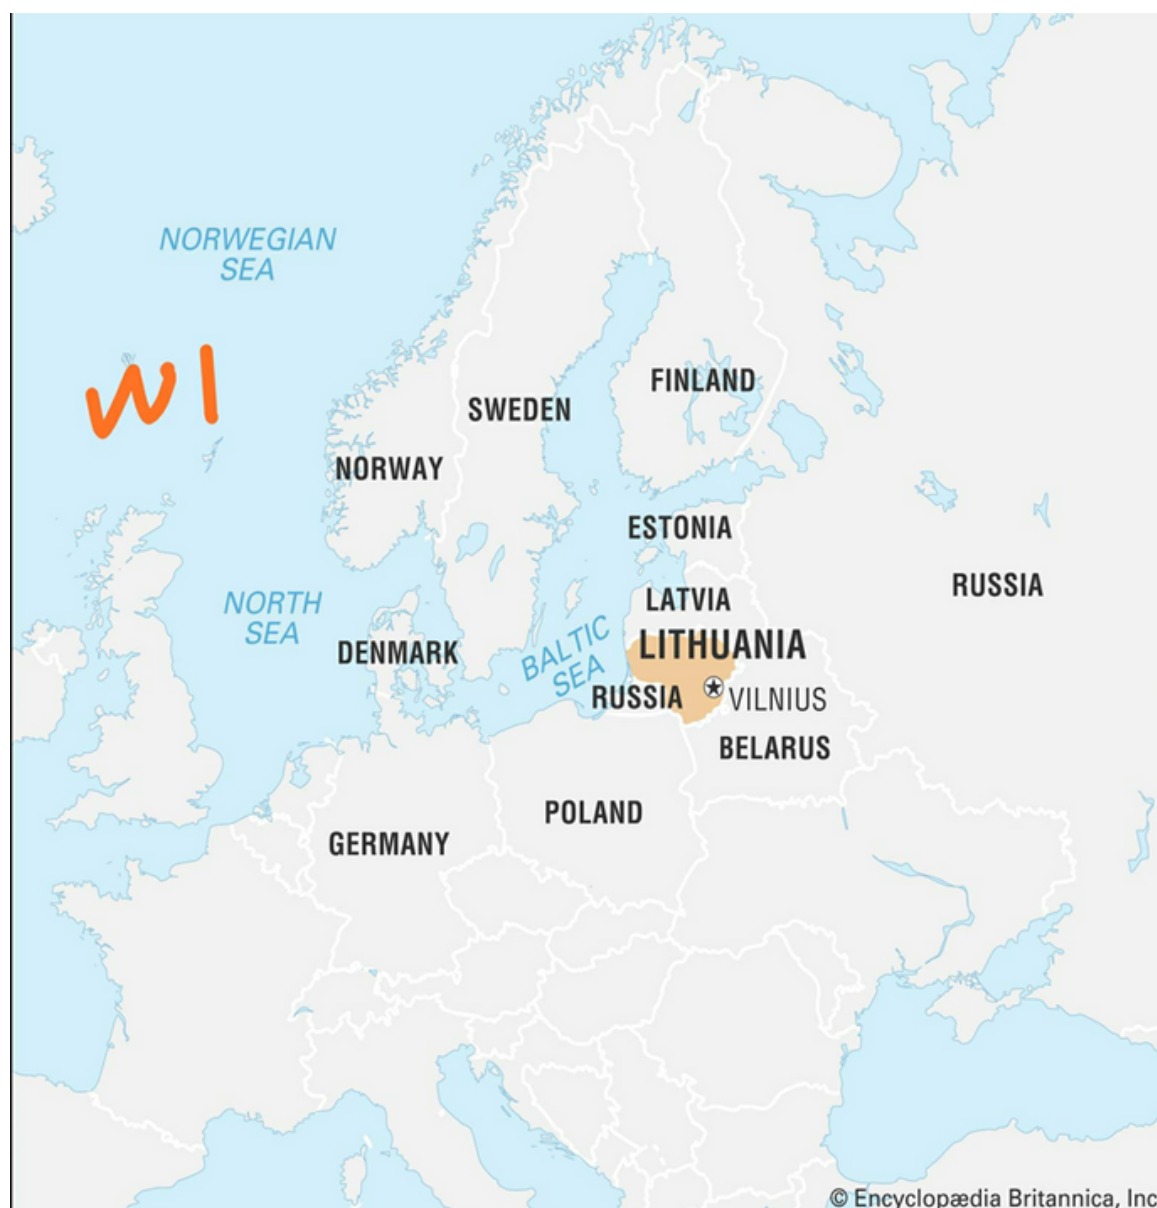 NORWEGIAN
SEA
W1
FINLAND
SWEDEN
NORWAY
ESTONIA
RUSSIA
LATVIA
NORTH
SEA
LITHUANIA
DENMARK
BALTIC
SEA
RUSSIA
VILNIUS
BELARUS
POLAND
GERMANY
© Encyclopædia Britannica, Inc